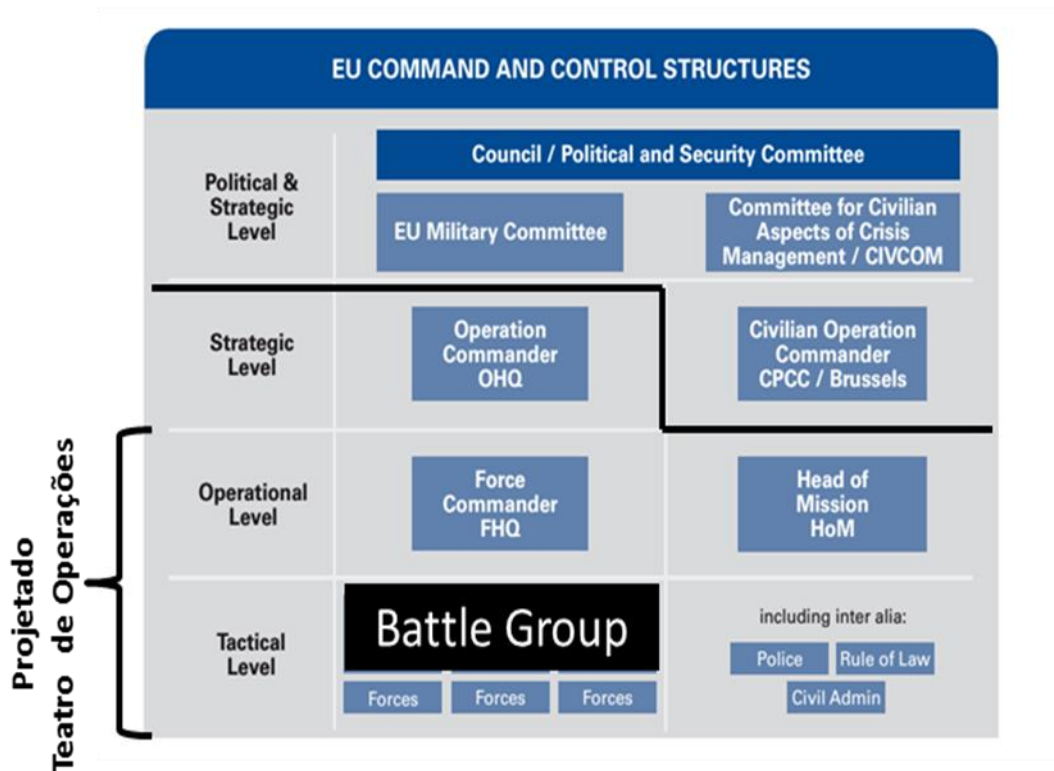 EU COMMAND AND CONTROL STRUCTURES
Political &
Strategic
Level
Council / Political and Security Committee
EU Military Committee
Committee for Civilian
Aspects of Crisis
Management / CIVCOM
Strategic
Level
Operation
Commander
OHQ
Civilian Operation
Commander
CPCC / Brussels
Projetado
Teatro de Operações
Operational
Level
Force
Commander
FHQ
Head of
Mission
HoM
Tactical
Level
Battle Group
Forces
Forces
Forces
including inter alia:
Police
Rule of Law
Civil Admin